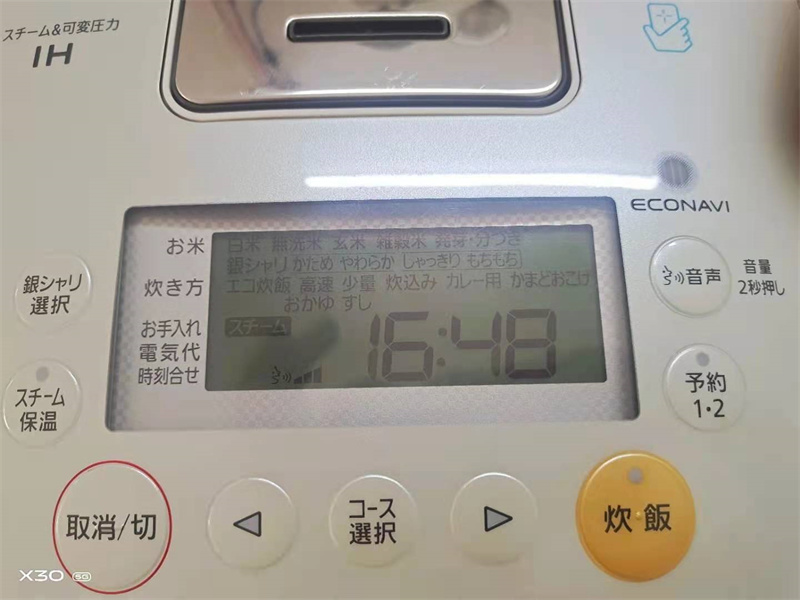 スチーム&可変圧力
IH
ECONAVI
お米
白米 無洗米 玄米 雑穀米 発芽・分づき
銀シャリ かため やわらか しゃっきり もちもち
炊き方
エコ炊飯 高速 少量 炊込み カレー用 かまどおこげ
おかゆ すし
お手入れ
スチーム
電気代
時刻合せ
16:48
銀シャリ
選択
スチーム
保温
音声
音量
2秒押し
予約
1・2
取消/切
コース
選択
炊飯
X30 5G